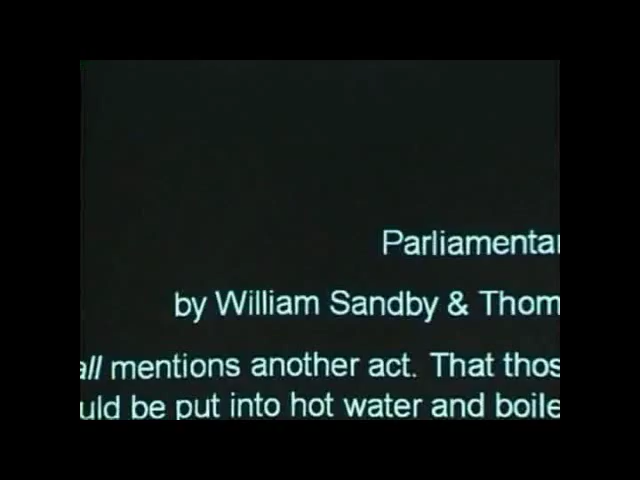 Parliamenta
by William Sandby & Thom
all mentions another act. That thos
uld be put into hot water and boile